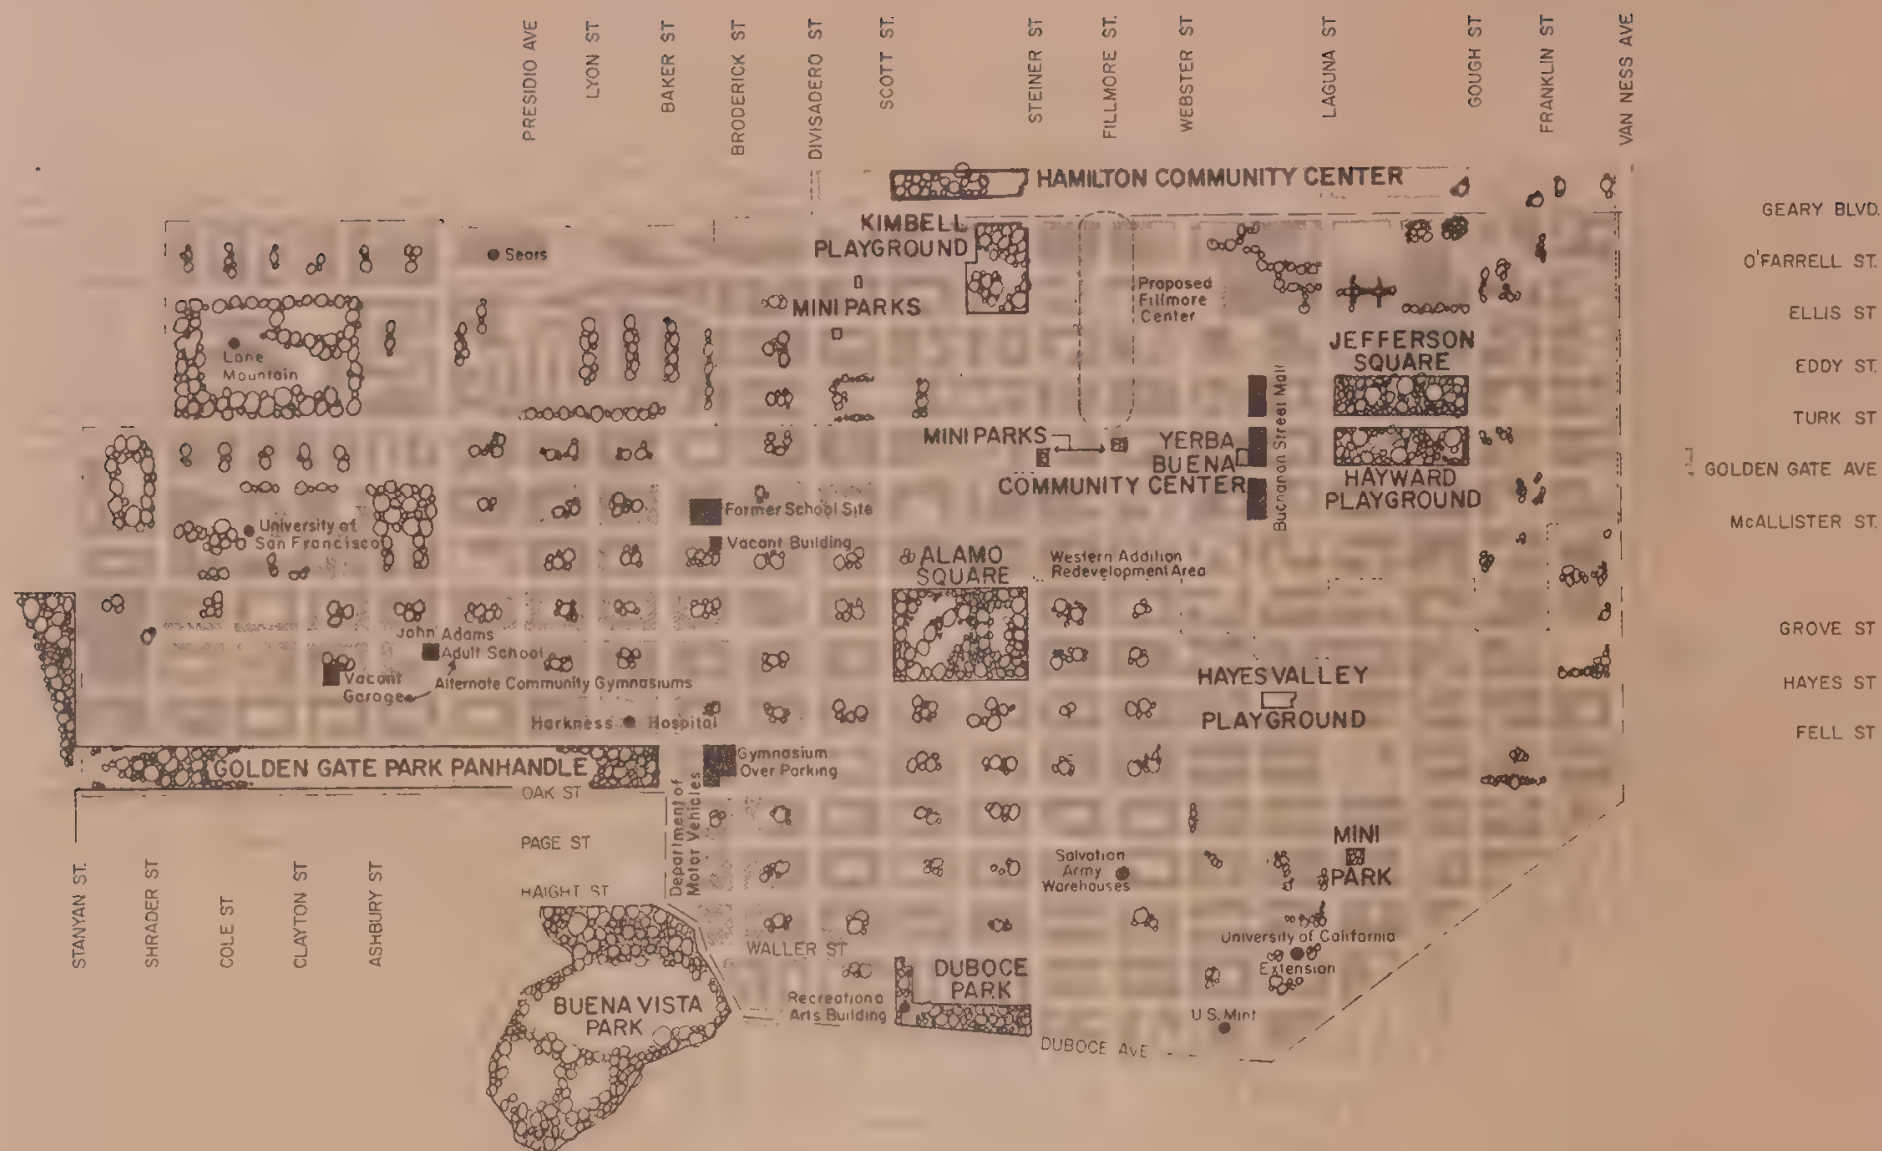 PRESIDIO AVE
LYON ST
BAKER ST
BRODERICK ST
DIVISADERO ST
SCOTT ST.
STEINER ST
FILLMORE ST.
WEBSTER ST
LAGUNA ST
GOUGH ST
FRANKLIN ST
VAN NESS AVE
HAMILTON COMMUNITY CENTER
GEARY BLVD.
KIMBELL
PLAYGROUND
Sears
O'FARRELL ST.
Proposed
Fillmore
Center
MINI PARKS
ELLIS ST
Lone
Mountain
JEFFERSON
SQUARE
EDDY ST.
Buchanan Street Mall
TURK ST
MINI PARKS
YERBA
BUENA
COMMUNITY CENTER
HAYWARD
PLAYGROUND
GOLDEN GATE AVE
Former School Site
University of
San Francisco
Vacant Building
McALLISTER ST.
ALAMO
SQUARE
Western Addition
Redevelopment Area
John Adams
Adult School
GROVE ST
Vacant
Garage
Alternate Community Gymnasiums
HAYES VALLEY
PLAYGROUND
HAYES ST
Harkness Hospital
FELL ST
GOLDEN GATE PARK PANHANDLE
Gymnasium
Over Parking
OAK ST
Department of
Motor Vehicles
PAGE ST
MINI
PARK
Salvation
Army
Warehouses
HAIGHT ST
STANYAN ST.
SHRADER ST
COLE ST
CLAYTON ST
ASHBURY ST
WALLER ST
University of California
Extension
DUBOCE
PARK
BUENA VISTA
PARK
Recreationa
Arts Building
U.S. Mint
DUBOCE AVE